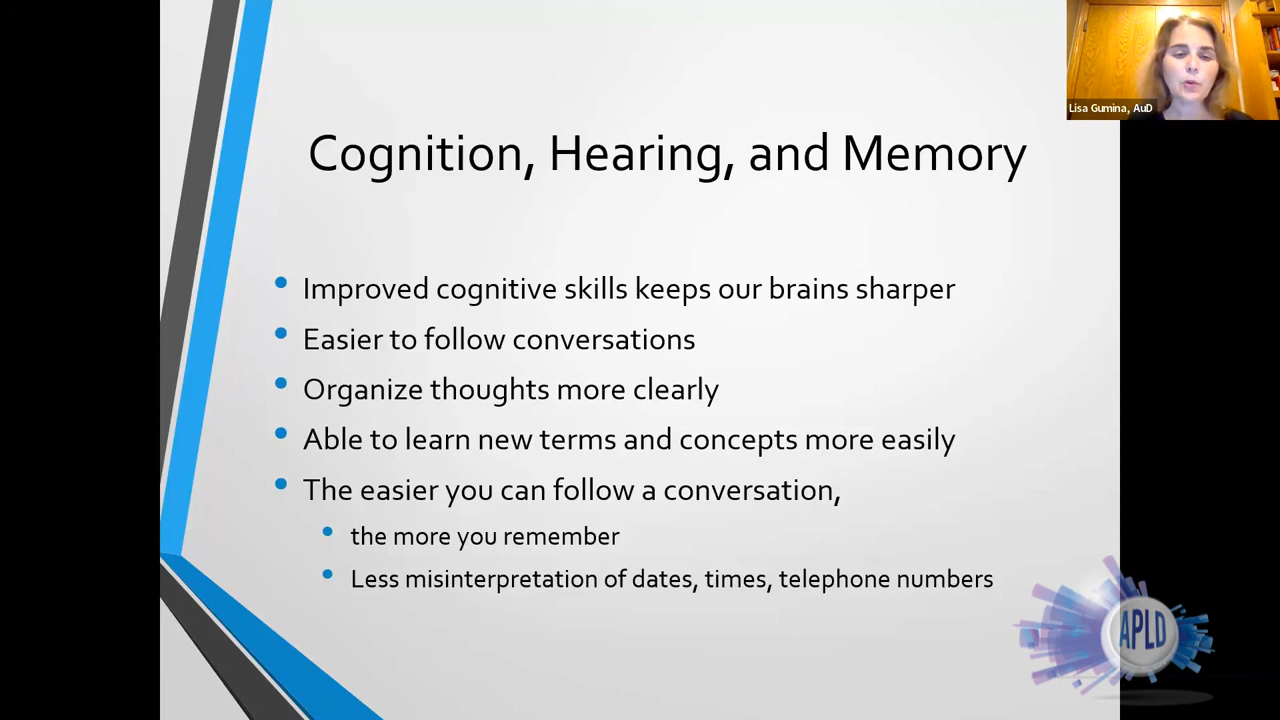 Lisa Gumina, AuD
Cognition, Hearing, and Memory
Improved cognitive skills keeps our brains sharper
Easier to follow conversations
Organize thoughts more clearly
Able to learn new terms and concepts more easily
The easier you can follow a conversation,
the more you remember
Less misinterpretation of dates, times, telephone numbers
APLD